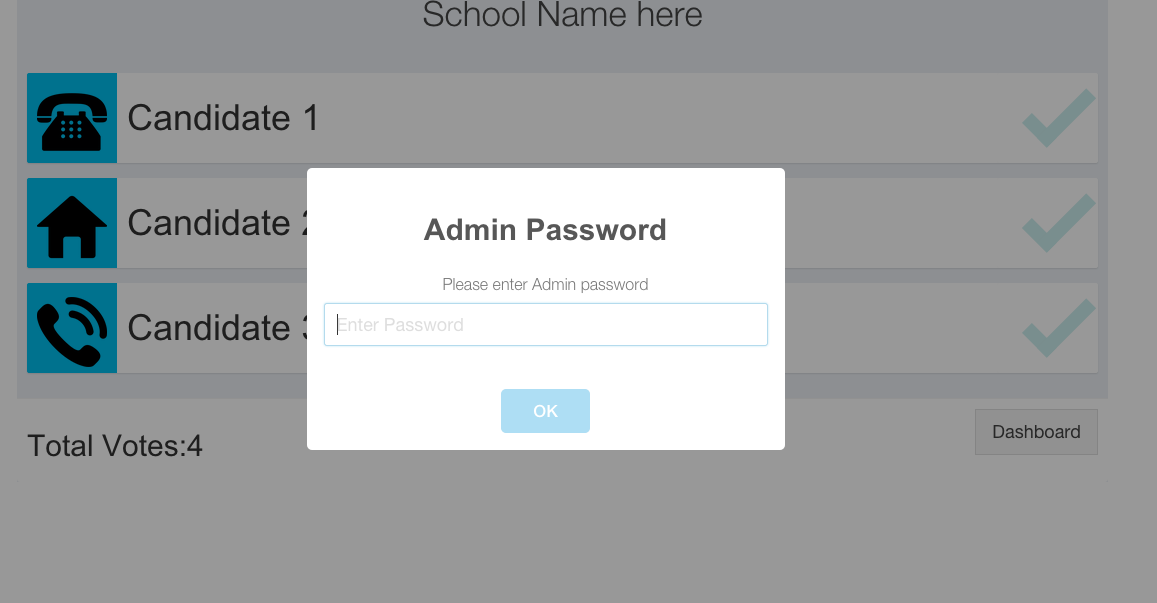 School Name here
Candidate 1
Candidate 2
Candidate 3
Admin Password
Please enter Admin password
Enter Password
OK
Total Votes:4
Dashboard